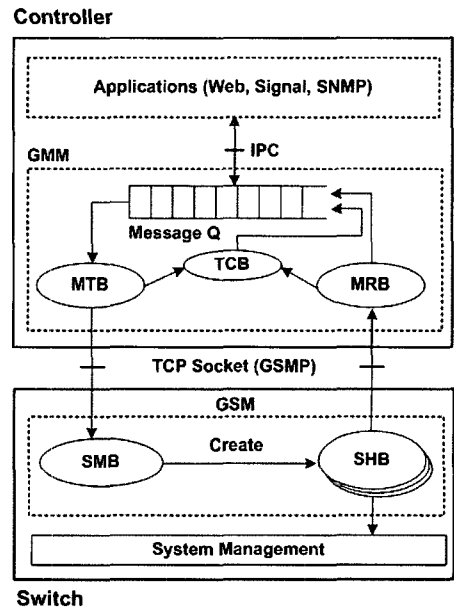 Controller
Applications (Web, Signal, SNMP)
IPC
GMM
Message Q
TCB
MTB
MRB
TCP Socket (GSMP)
GSM
Create
SMB
SHB
System Management
Switch